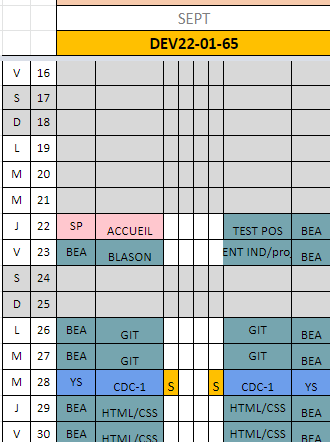 SEPT
DEV22-01-65
V 16
S 17
D 18
L 19
M 20
M 21
J 22 SP ACCUEIL TEST POS BEA
V 23 BEA BLASON ENT IND/pro BEA
S 24
D 25
L 26 BEA GIT GIT BEA
M 27 BEA GIT GIT BEA
M 28 YS CDC-1 S S CDC-1 YS
J 29 BEA HTML/CSS HTML/CSS BEA
V 30 BEA HTML/CSS HTML/CSS BEA